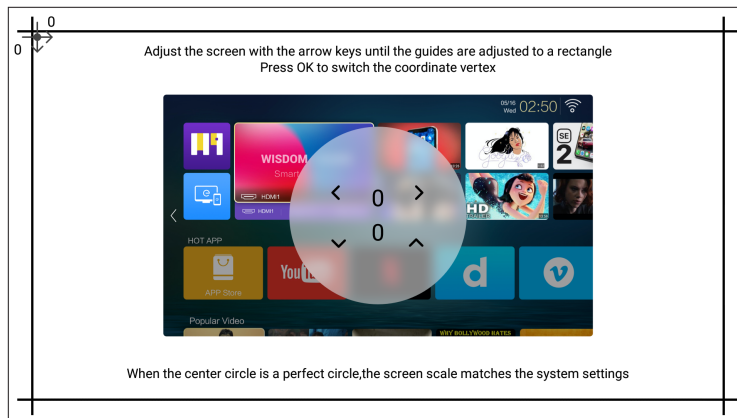 0
0
Adjust the screen with the arrow keys until the guides are adjusted to a rectangle
Press OK to switch the coordinate vertex
05/16
Wed
02:50
WISDOM
Smart
SE
2
HDMI1
HDMI1
HD
0
0
HOT APP
APP Store
You
d
Popular Video
WHY BOLLYWOOD HATES
When the center circle is a perfect circle,the screen scale matches the system settings